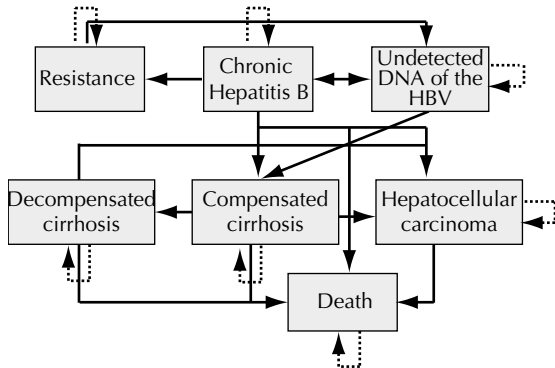 Resistance
Chronic
Hepatitis B
Undetected
DNA of the
HBV
Decompensated
cirrhosis
Compensated
cirrhosis
Hepatocellular
carcinoma
Death